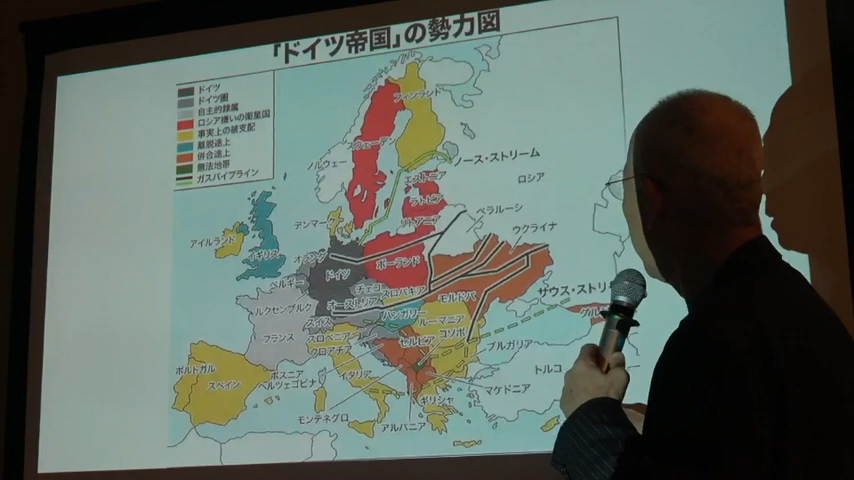 「ドイツ帝国」の勢力図
ドイツ
ドイツ圏
自主的隷属
ロシア嫌いの衛星国
事実上の被支配
離脱途上
併合途上
無法地帯
ガスパイプライン
フィンランド
スウェーデン
ノルウェー
ノース・ストリーム
エストニア
ロシア
ラトビア
リトアニア
ベラルーシ
デンマーク
ウクライナ
アイルランド
イギリス
オランダ
ポーランド
ドイツ
ベルギー
チェコ
スロバキア
サウス・ストリ
ルクセンブルク
オーストリア
モルドバ
ハンガリー
ルーマニア
グル
スイス
フランス
スロベニア
クロアチア
セルビア
コソボ
ブルガリア
ポルトガル
スペイン
ボスニア
ヘルツェゴビナ
イタリア
トルコ
マケドニア
ギリシャ
モンテネグロ
アルバニア